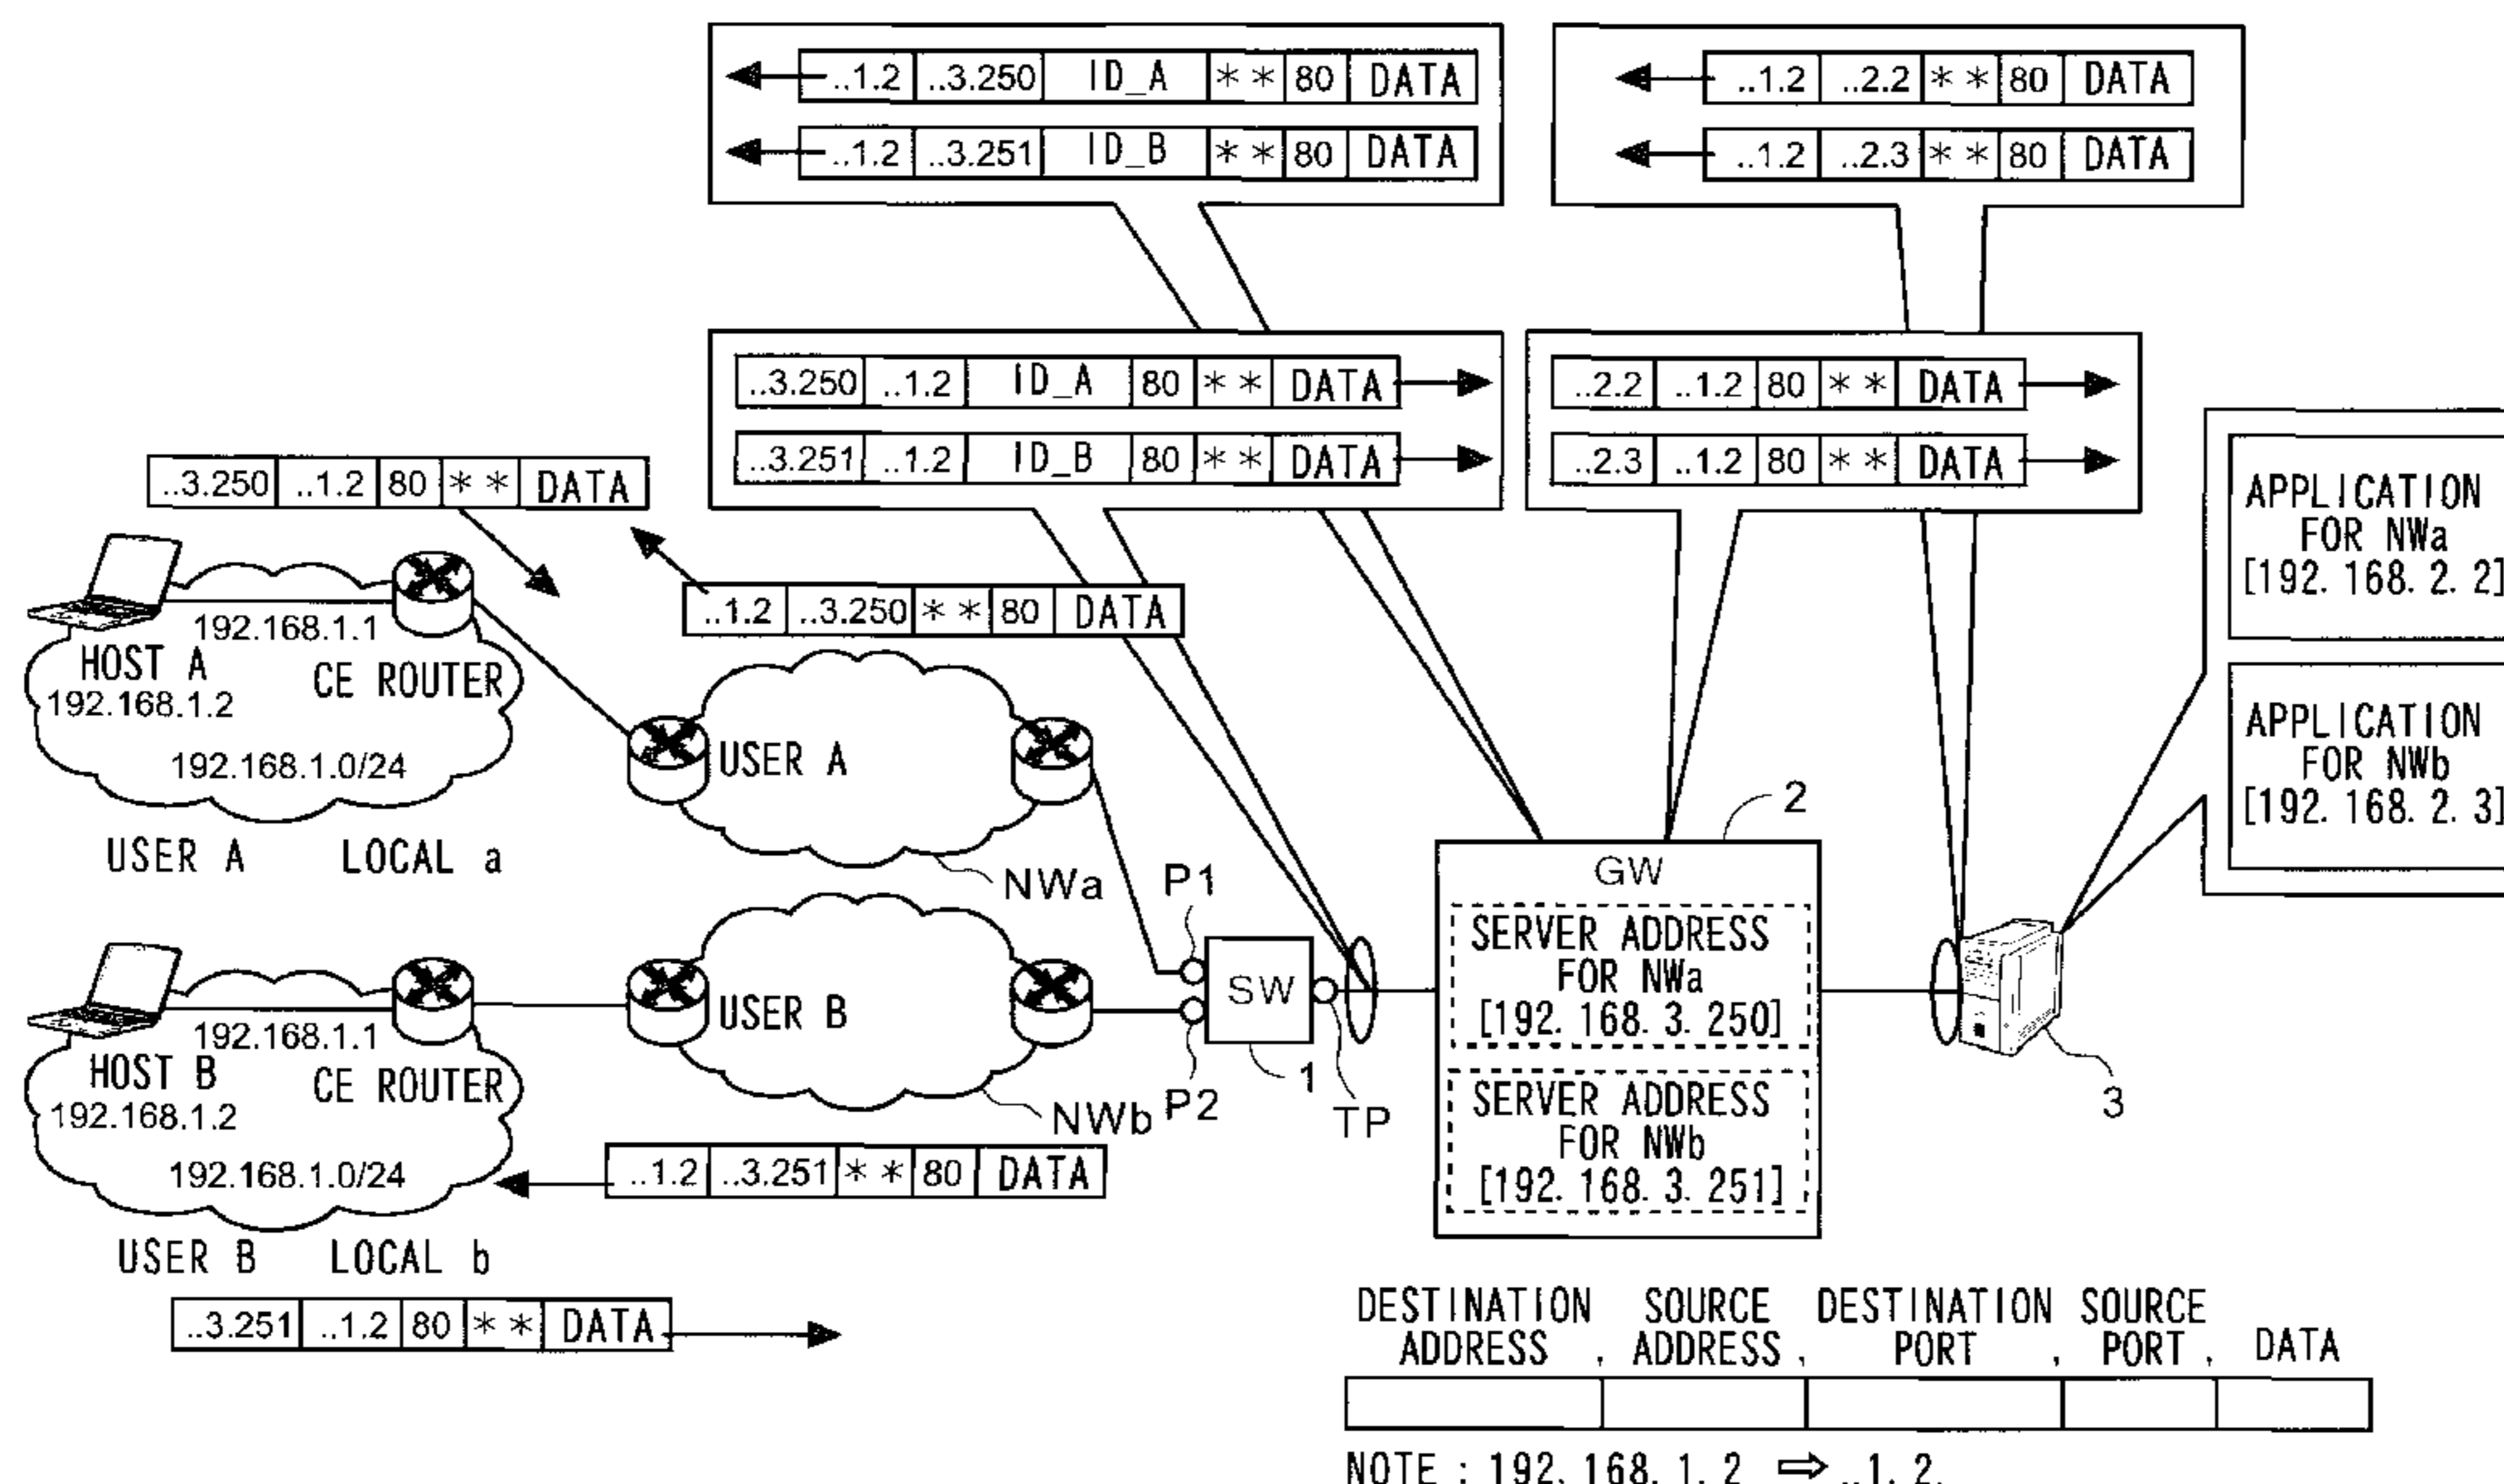 ..1.2 ..3.250 ID_A ** 80 DATA
..1.2 ..3.251 ID_B ** 80 DATA
..1.2 ..2.2 ** 80 DATA
..1.2 ..2.3 ** 80 DATA
..3.250 ..1.2 ID_A 80 ** DATA
..3.251 ..1.2 ID_B 80 ** DATA
..2.2 ..1.2 80 ** DATA
..2.3 ..1.2 80 ** DATA
APPLICATION
FOR NWa
[192.168.2.2]
APPLICATION
FOR NWb
[192.168.2.3]
..3.250 ..1.2 80 ** DATA
..1.2 ..3.250 ** 80 DATA
192.168.1.1
HOST A
CE ROUTER
192.168.1.2
192.168.1.0/24
USER A
LOCAL a
USER A
NWa
P1
192.168.1.1
HOST B
CE ROUTER
192.168.1.2
192.168.1.0/24
USER B
LOCAL b
USER B
NWb
P2
SW
1
TP
2
GW
SERVER ADDRESS
FOR NWa
[192.168.3.250]
SERVER ADDRESS
FOR NWb
[192.168.3.251]
3
..1.2 ..3.251 ** 80 DATA
..3.251 ..1.2 80 ** DATA
DESTINATION SOURCE DESTINATION SOURCE
ADDRESS , ADDRESS , PORT , PORT , DATA
NOTE : 192.168.1.2 ⇒ ..1.2.